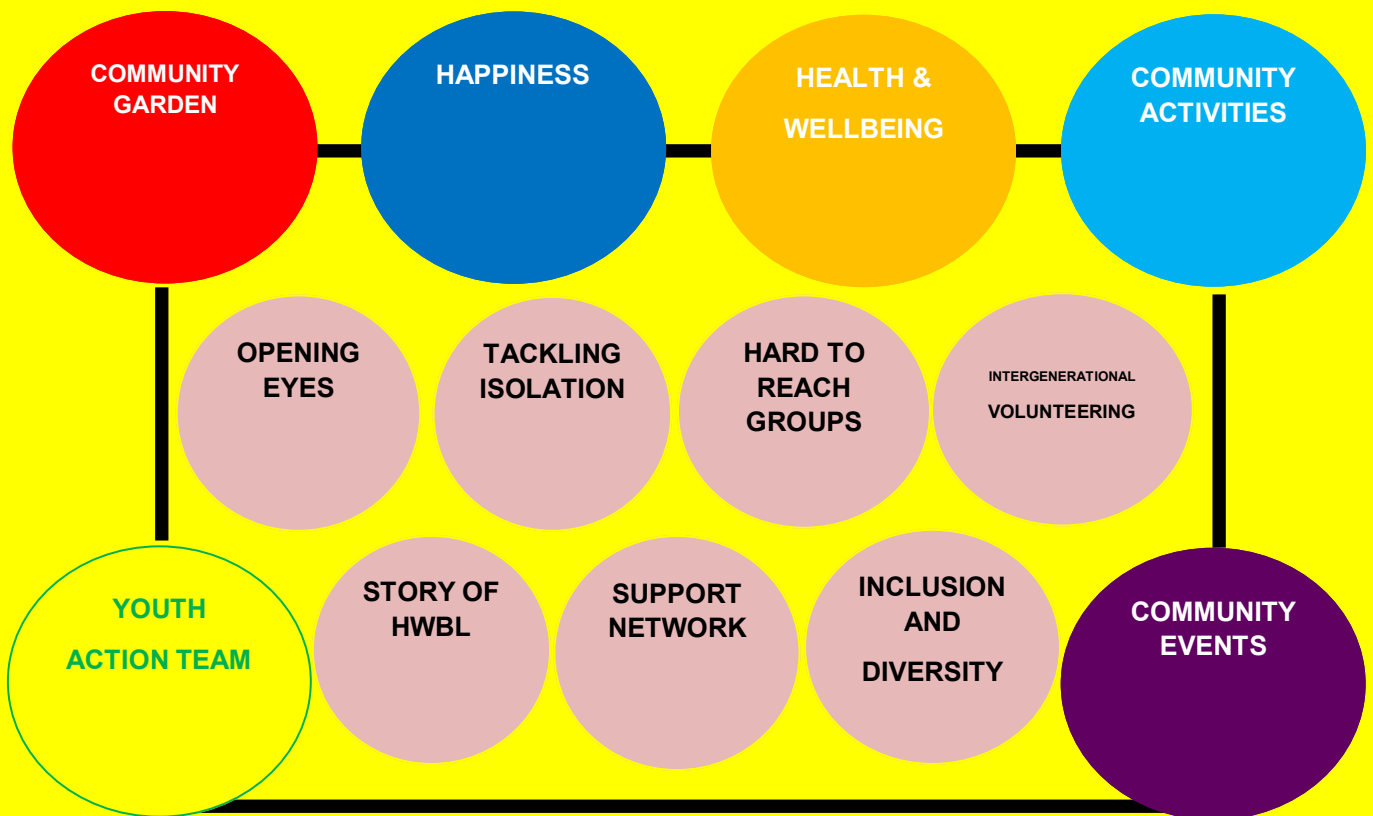 COMMUNITY
GARDEN
HAPPINESS
HEALTH &
WELLBEING
COMMUNITY
ACTIVITIES
OPENING
EYES
TACKLING
ISOLATION
HARD TO
REACH
GROUPS
INTERGENERATIONAL
VOLUNTEERING
YOUTH
ACTION TEAM
STORY OF
HWBL
SUPPORT
NETWORK
INCLUSION
AND
DIVERSITY
COMMUNITY
EVENTS